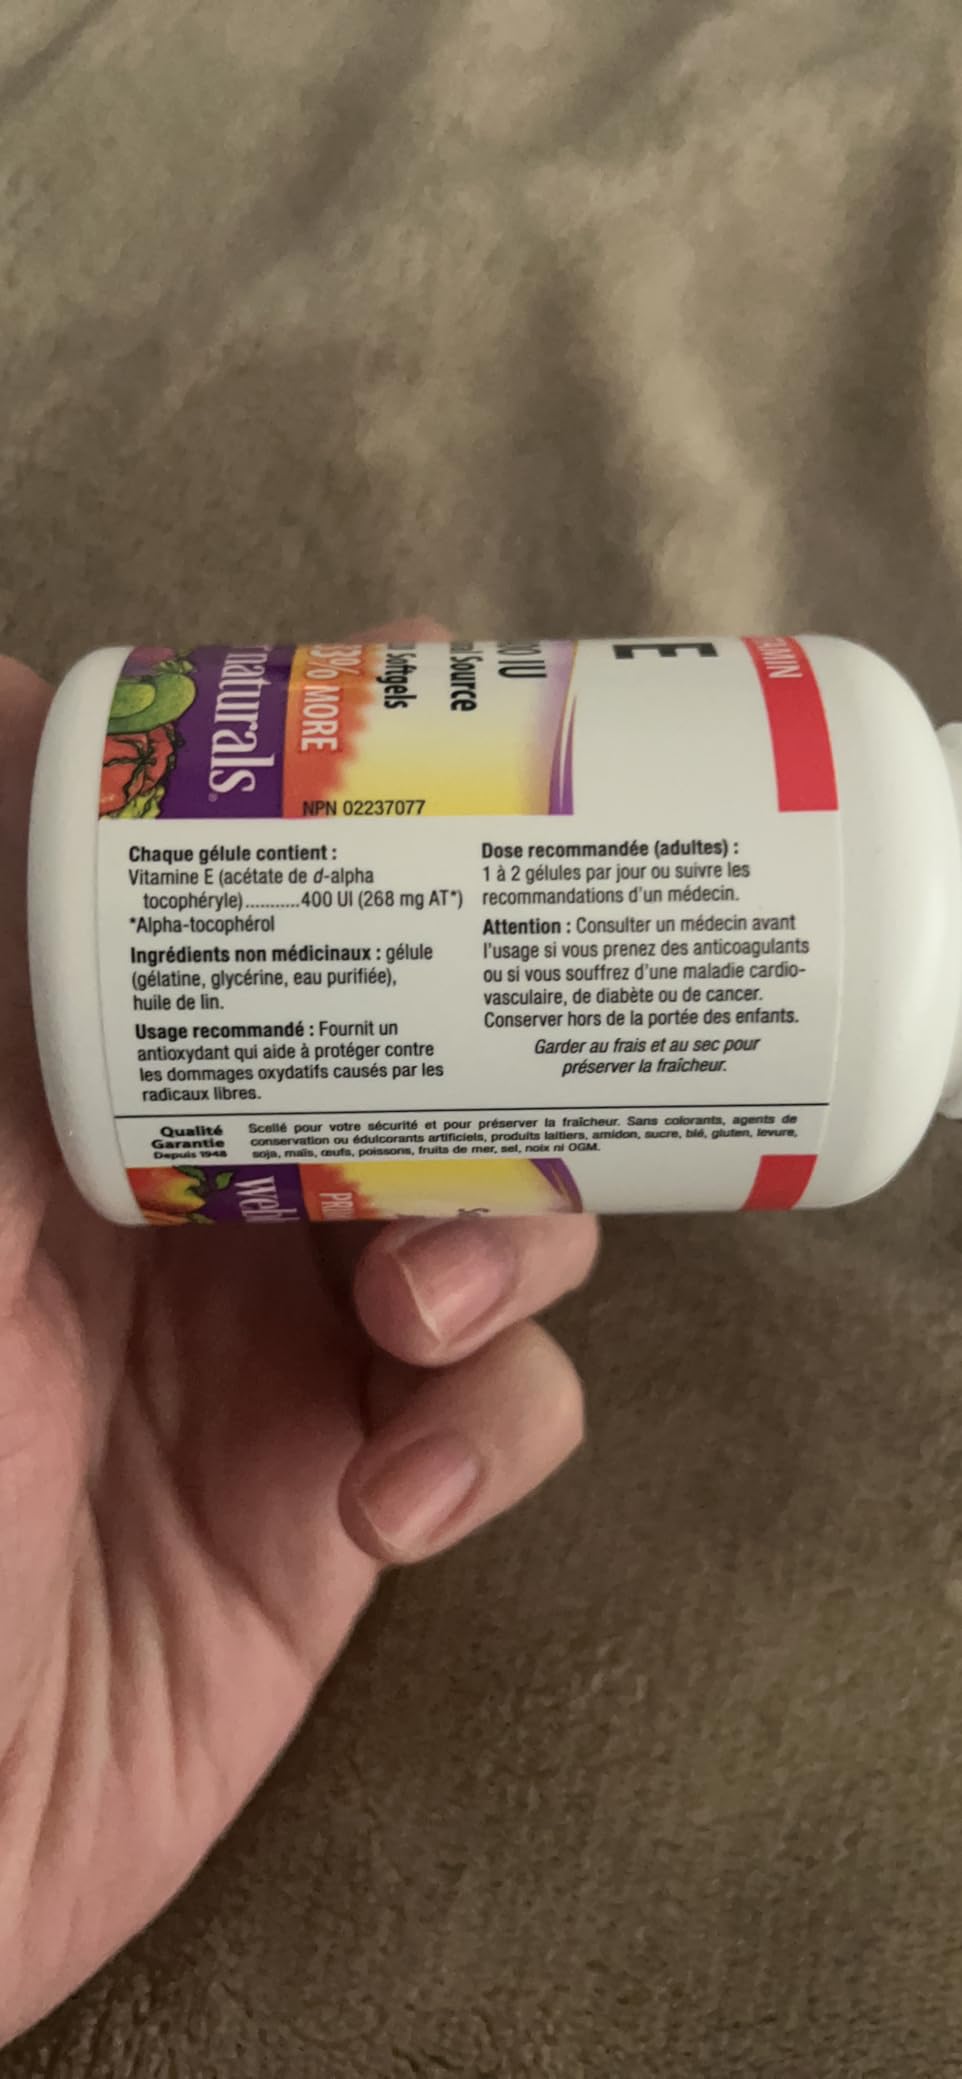 VITAMIN
E
IU
Source
Softgels
33% MORE
naturals®
NPN 02237077
Chaque gélule contient :
Vitamine E (acétate de d-alpha
tocophéryle)...........400 UI (268 mg AT*)
*Alpha-tocophérol
Ingrédients non médicinaux : gélule
(gélatine, glycérine, eau purifiée),
huile de lin.
Usage recommandé : Fournit un
antioxydant qui aide à protéger contre
les dommages oxydatifs causés par les
radicaux libres.
Dose recommandée (adultes) :
1 à 2 gélules par jour ou suivre les
recommandations d'un médecin.
Attention : Consulter un médecin avant
l'usage si vous prenez des anticoagulants
ou si vous souffrez d'une maladie cardio-
vasculaire, de diabète ou de cancer.
Conserver hors de la portée des enfants.
Garder au frais et au sec pour
préserver la fraîcheur.
Qualité
Garantie
Depuis 1948
Scellé pour votre sécurité et pour préserver la fraîcheur. Sans colorants, agents de
conservation ou édulcorants artificiels, produits laitiers, amidon, sucre, blé, gluten, levure,
soja, maïs, œufs, poissons, fruits de mer, sel, noix ni OGM.